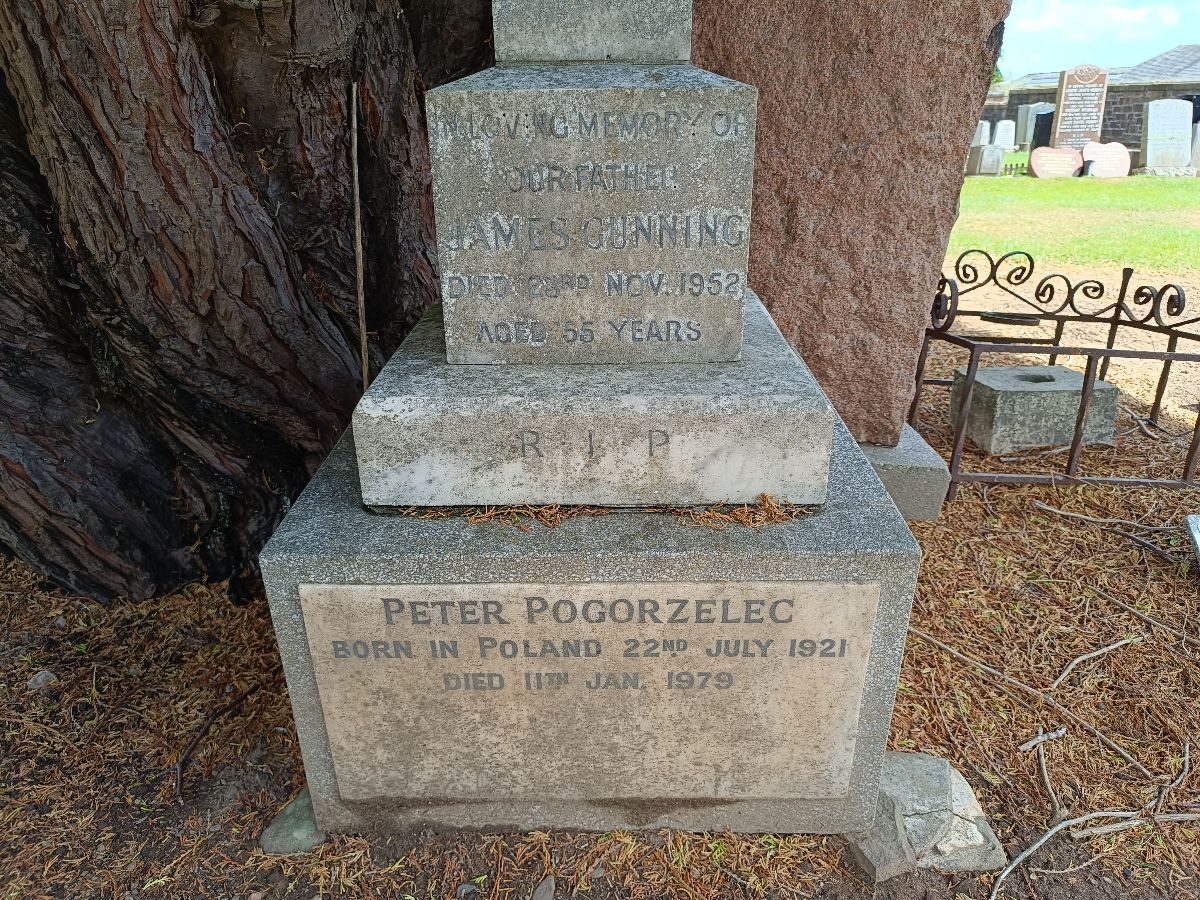 IN LOVING MEMORY OF
OUR FATHER
JAMES GUNNING
DIED 23RD NOV. 1952
AGED 55 YEARS
R I P
PETER POGORZELEC
BORN IN POLAND 22ND JULY 1921
DIED 11TH JAN. 1979